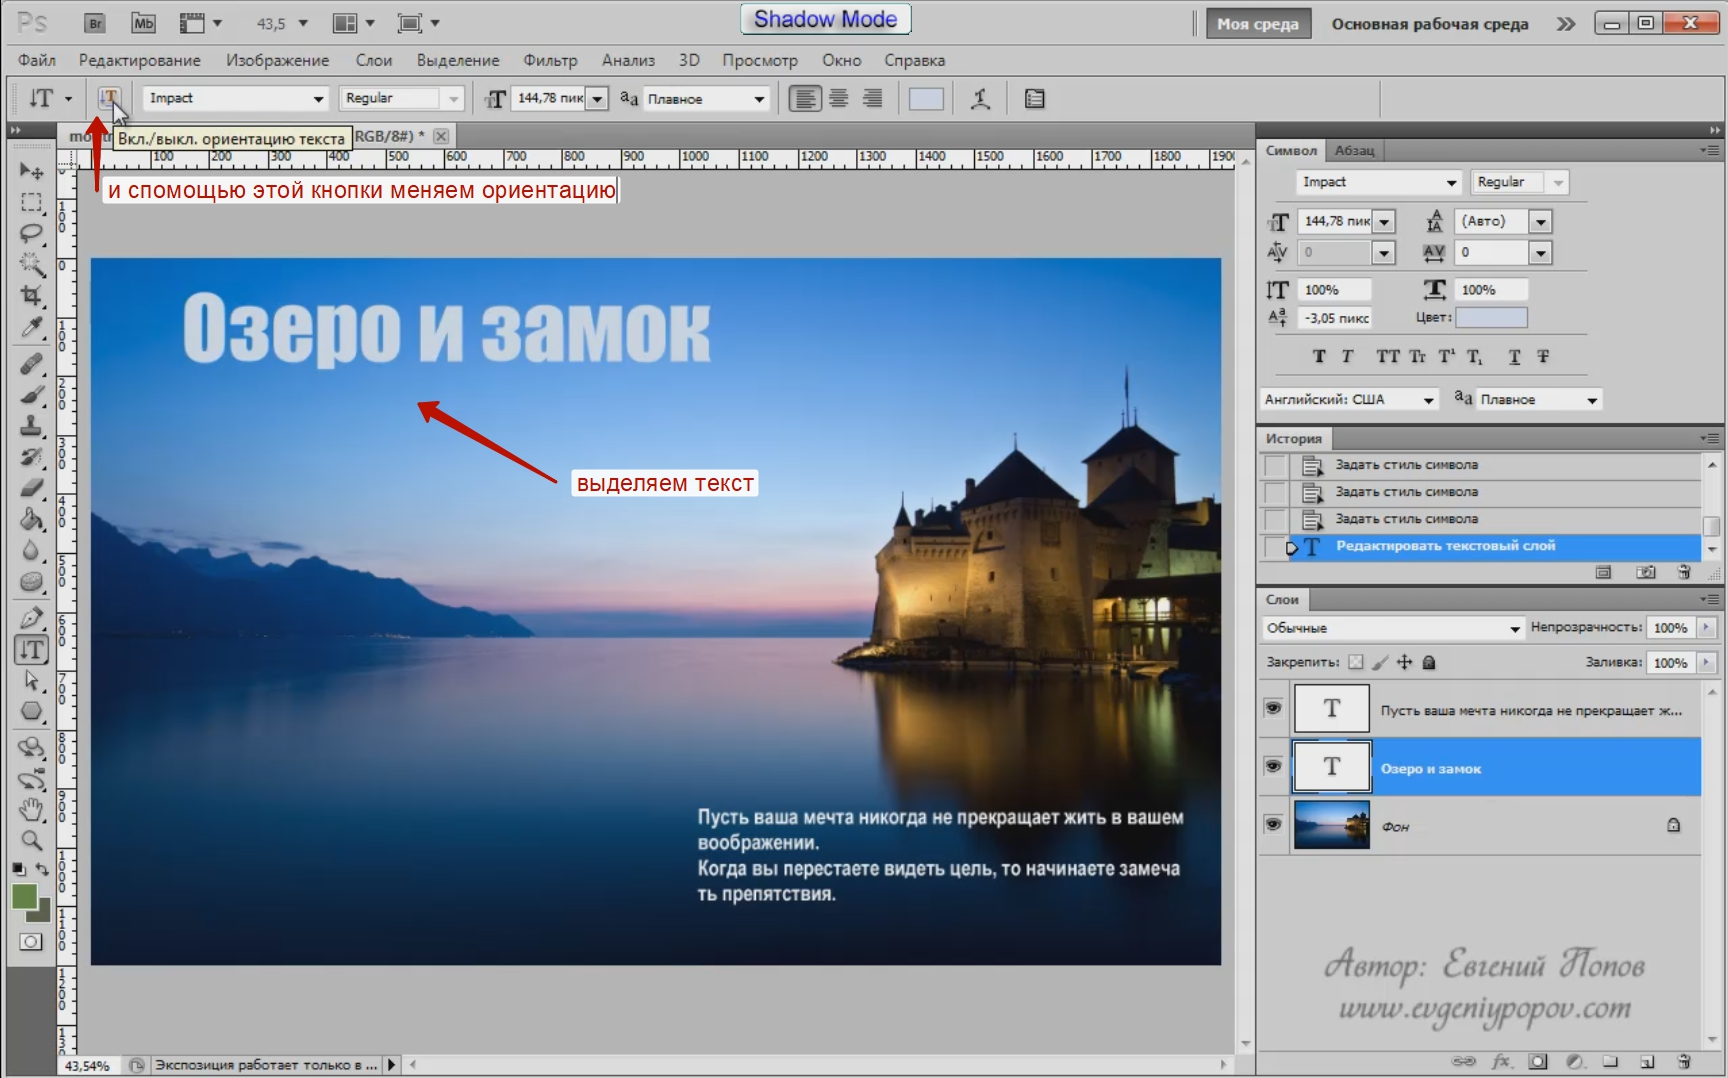 Ps Br Mb 43,5 Shadow Mode Моя среда Основная рабочая среда
Файл Редактирование Изображение Слои Выделение Фильтр Анализ 3D Просмотр Окно Справка
T T Impact Regular 144,78 пик aa Плавное
RGB/8#) *
Вкл./выкл. ориентацию текста
100 200 300 400 500 600 700 800 900 1000 1100 1200 1300 1400 1500 1600 1700 1800 1900
и спомощью этой кнопки меняем ориентацию
Озеро и замок
выделяем текст
Пусть ваша мечта никогда не прекращает жить в вашем
воображении.
Когда вы перестаете видеть цель, то начинаете замеча
ть препятствия.
43,54% Экспозиция работает только в ...
Символ Абзац
Impact Regular
144,78 пик (Авто)
0 0
100% 100%
-3,05 пикс Цвет:
T T TT Tт T¹ T₁ T T
Английский: США aa Плавное
История
Задать стиль символа
Задать стиль символа
Задать стиль символа
Редактировать текстовый слой
Слои
Обычные Непрозрачность: 100%
Закрепить: Заливка: 100%
T Пусть ваша мечта никогда не прекращает ж...
T Озеро и замок
Фон
Автор: Евгений Попов
www.evgeniypopov.com
fx